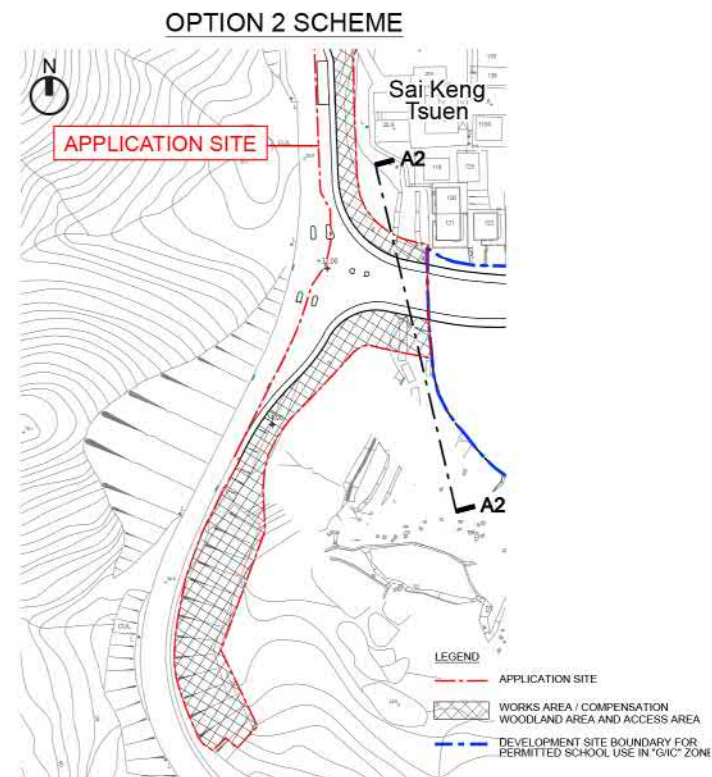 OPTION 2 SCHEME
N
Sai Keng
Tsuen
APPLICATION SITE
A2
A2
LEGEND
APPLICATION SITE
WORKS AREA / COMPENSATION
WOODLAND AREA AND ACCESS AREA
DEVELOPMENT SITE BOUNDARY FOR
PERMITTED SCHOOL USE IN "G/IC" ZONE